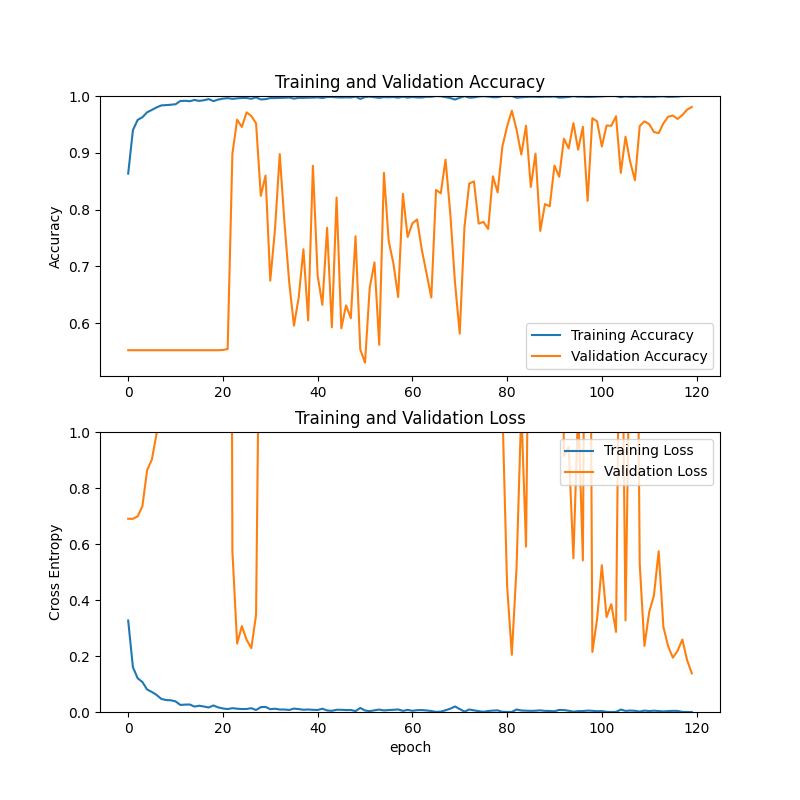 Training and Validation Accuracy
Accuracy
1.0
0.9
0.8
0.7
0.6
Training Accuracy
Validation Accuracy
0 20 40 60 80 100 120
Training and Validation Loss
Cross Entropy
1.0
0.8
0.6
0.4
0.2
0.0
Training Loss
Validation Loss
0 20 40 60 80 100 120
epoch